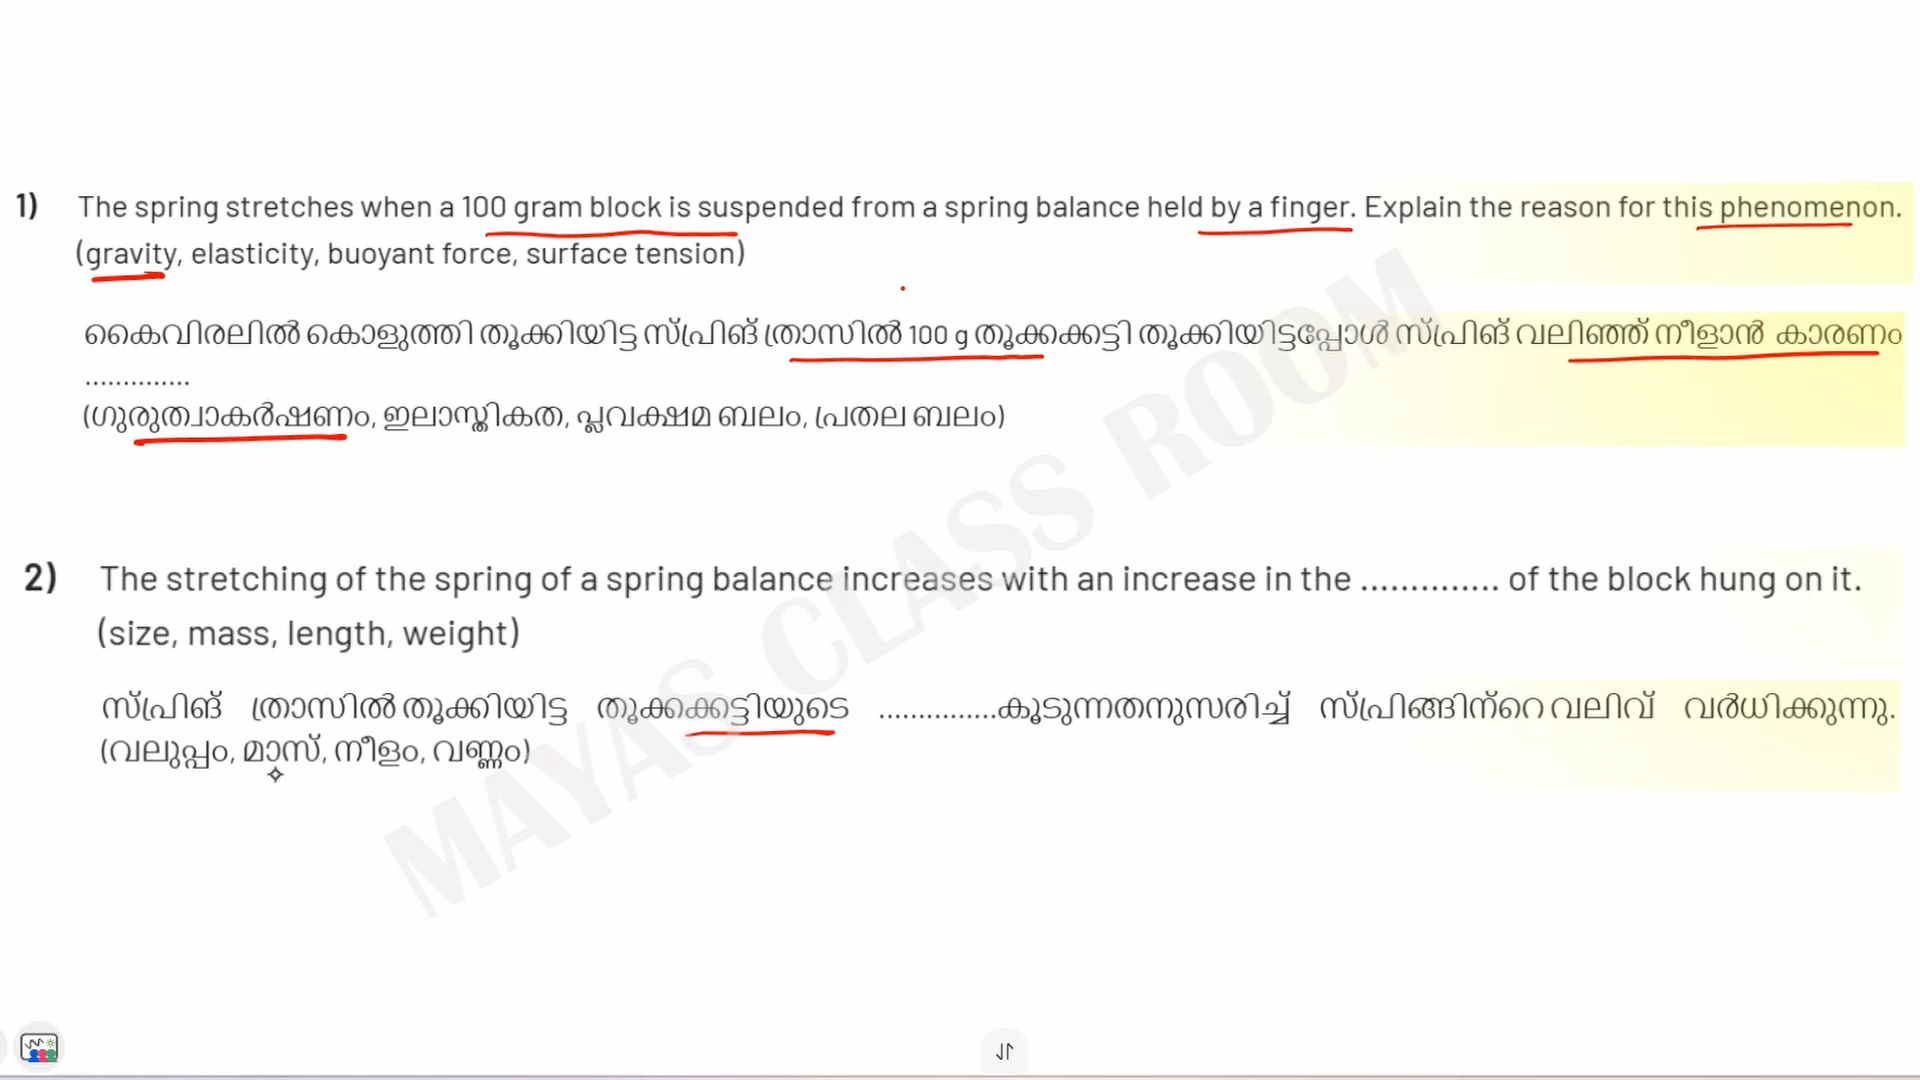 1) The spring stretches when a 100 gram block is suspended from a spring balance held by a finger. Explain the reason for this phenomenon.
(gravity, elasticity, buoyant force, surface tension)
കൈവിരലിൽ കൊളുത്തി തൂക്കിയിട്ട സ്പ്രിങ് ത്രാസിൽ 100 g തൂക്കക്കട്ടി തൂക്കിയിട്ടപ്പോൾ സ്പ്രിങ് വലിഞ്ഞ് നീളാൻ കാരണം
..............
(ഗുരുത്വാകർഷണം, ഇലാസ്തികത, പ്ലവക്ഷമ ബലം, പ്രതല ബലം)
2) The stretching of the spring of a spring balance increases with an increase in the .............. of the block hung on it.
(size, mass, length, weight)
സ്പ്രിങ് ത്രാസിൽ തൂക്കിയിട്ട തൂക്കക്കട്ടിയുടെ ...............കൂടുന്നതനുസരിച്ച് സ്പ്രിങ്ങിന്റെ വലിവ് വർധിക്കുന്നു.
(വലുപ്പം, മാസ്, നീളം, വണ്ണം)
MAYAS CLASS ROOM